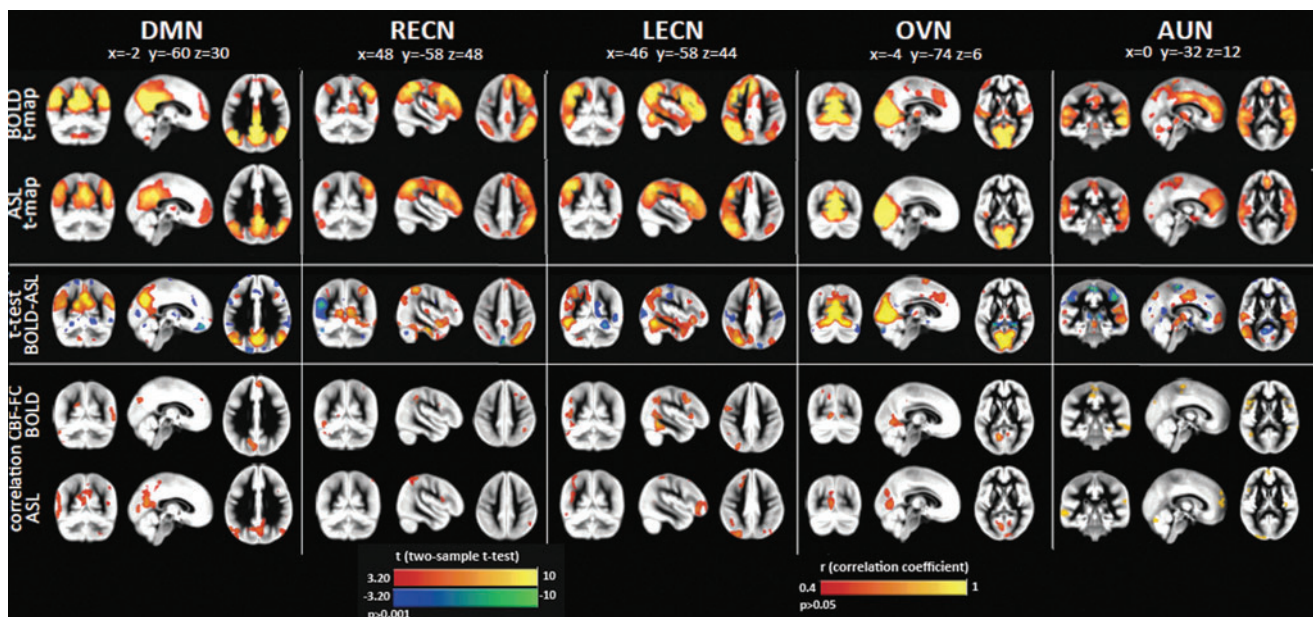 DMN
x=-2 y=-60 z=30
RECN
x=48 y=-58 z=48
LECN
x=-46 y=-58 z=44
OVN
x=-4 y=-74 z=6
AUN
x=0 y=-32 z=12
BOLD
t-map
ASL
t-map
t-test
BOLD-ASL
correlation CBF-FC
BOLD
ASL
t (two-sample t-test)
3.20
10
-3.20
-10
p>0.001
r (correlation coefficient)
0.4
1
p>0.05